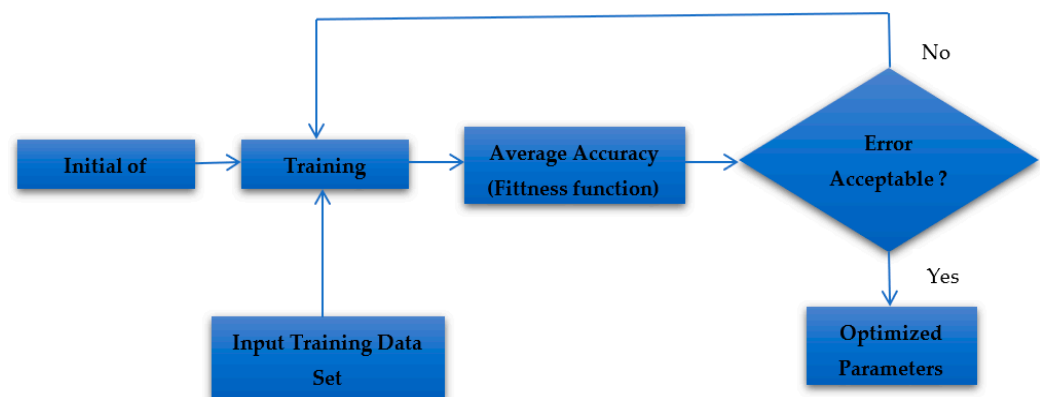 No
Initial of
Training
Average Accuracy
(Fittness function)
Error
Acceptable ?
Yes
Input Training Data
Set
Optimized
Parameters